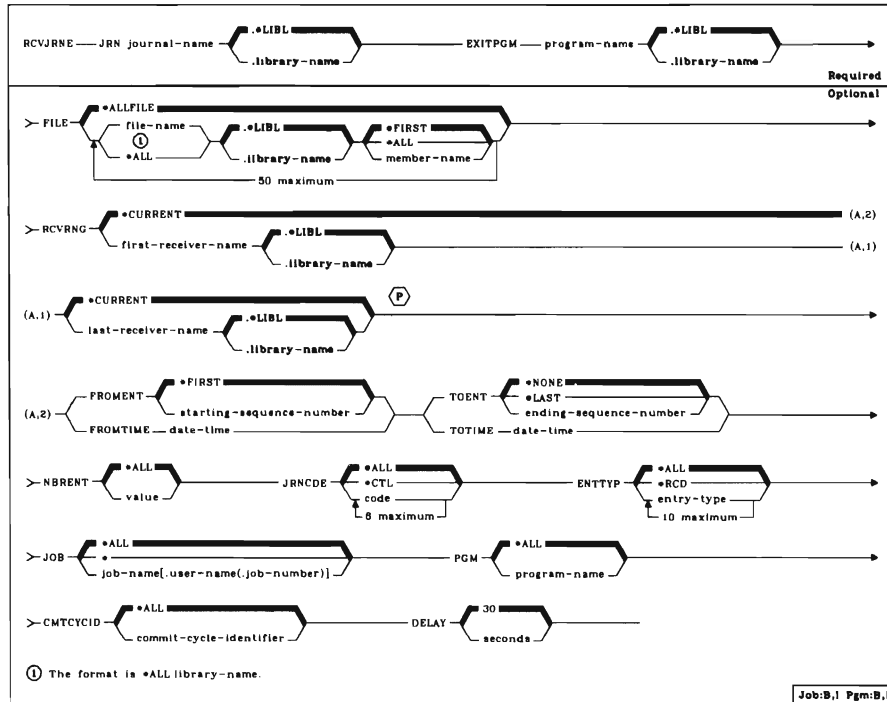 .*LIBL .*LIBL
RCVJRNE JRN journal-name EXITPGM program-name
.library-name .library-name
Required
Optional
*ALLFILE
FILE file-name .*LIBL *FIRST
① *ALL
*ALL .library-name member-name
50 maximum
*CURRENT (A,2)
RCVRNG
first-receiver-name .*LIBL (A,1)
.library-name
*CURRENT P
(A,1)
last-receiver-name .*LIBL
.library-name
*FIRST *NONE
FROMENT TOENT *LAST
starting-sequence-number ending-sequence-number
(A,2)
FROMTIME date-time TOTIME date-time
*ALL *ALL *ALL
NBRENT JRNCDE *CTL ENTTYP *RCD
value code entry-type
6 maximum 10 maximum
*ALL *ALL
JOB * PGM
job-name[.user-name(.job-number)] program-name
*ALL 30
CMTCYCID DELAY
commit-cycle-identifier seconds
① The format is *ALL library-name.
Job:B,I Pgm:B,